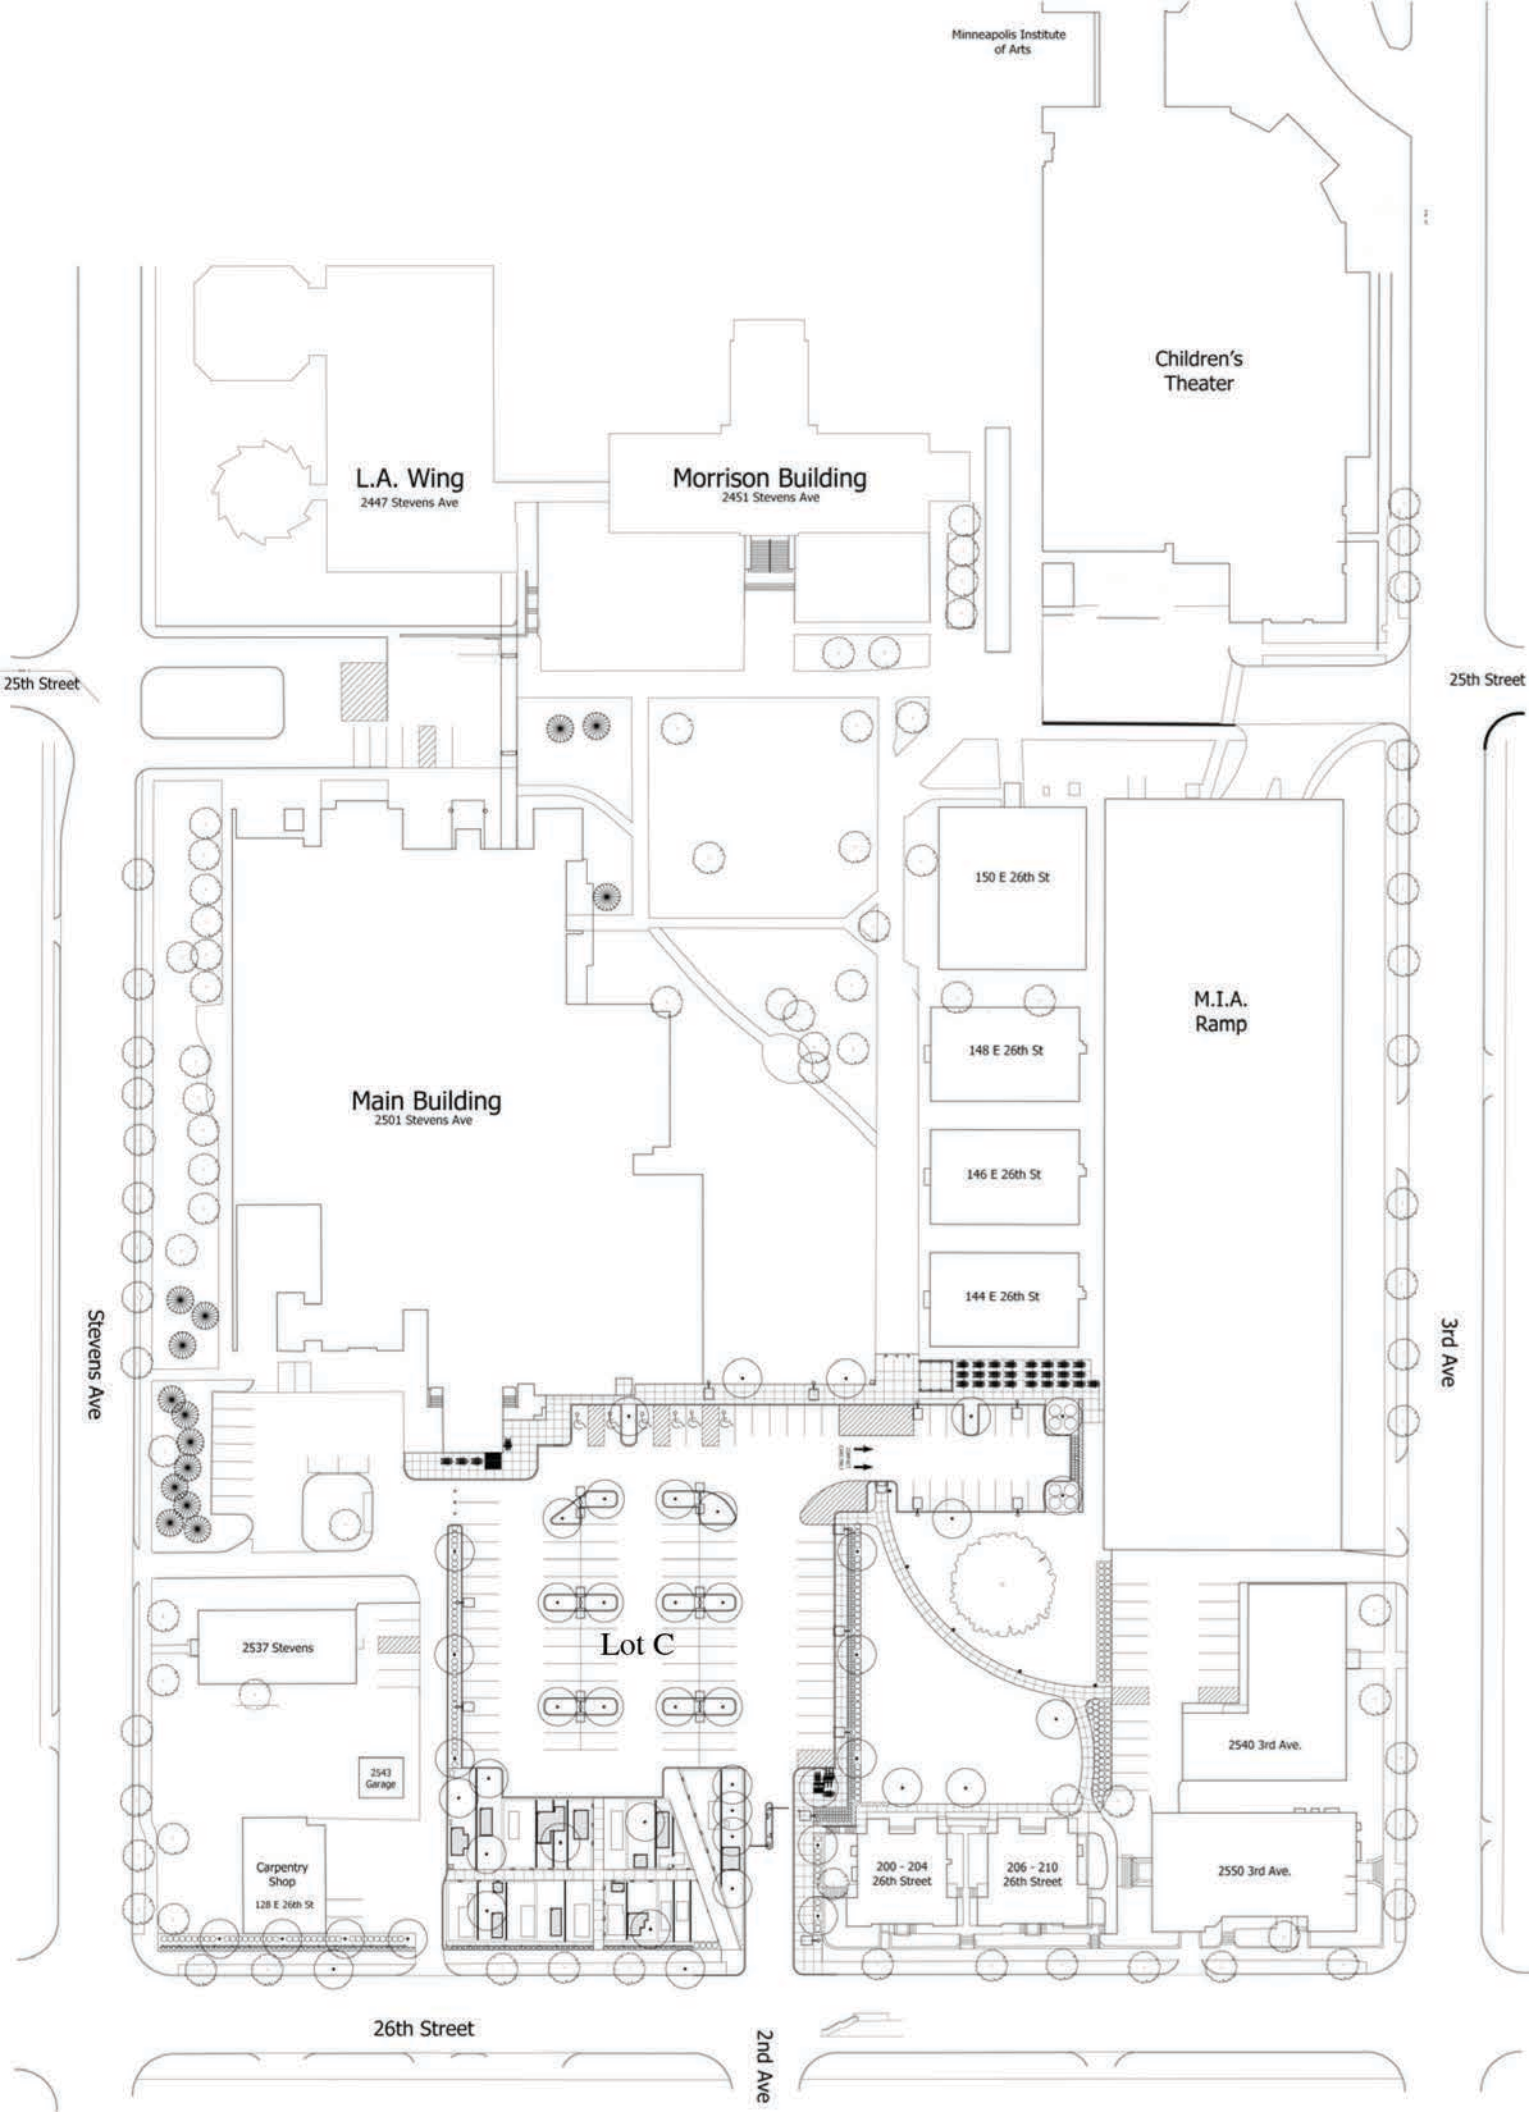 Minneapolis Institute
of Arts
Children's
Theater
L.A. Wing
2447 Stevens Ave
Morrison Building
2451 Stevens Ave
25th Street
25th Street
150 E 26th St
M.I.A.
Ramp
148 E 26th St
Main Building
2501 Stevens Ave
146 E 26th St
144 E 26th St
Stevens Ave
3rd Ave
Lot C
2537 Stevens
2540 3rd Ave.
2543
Garage
Carpentry
Shop
128 E 26th St
200 - 204
26th Street
206 - 210
26th Street
2550 3rd Ave.
26th Street
2nd Ave